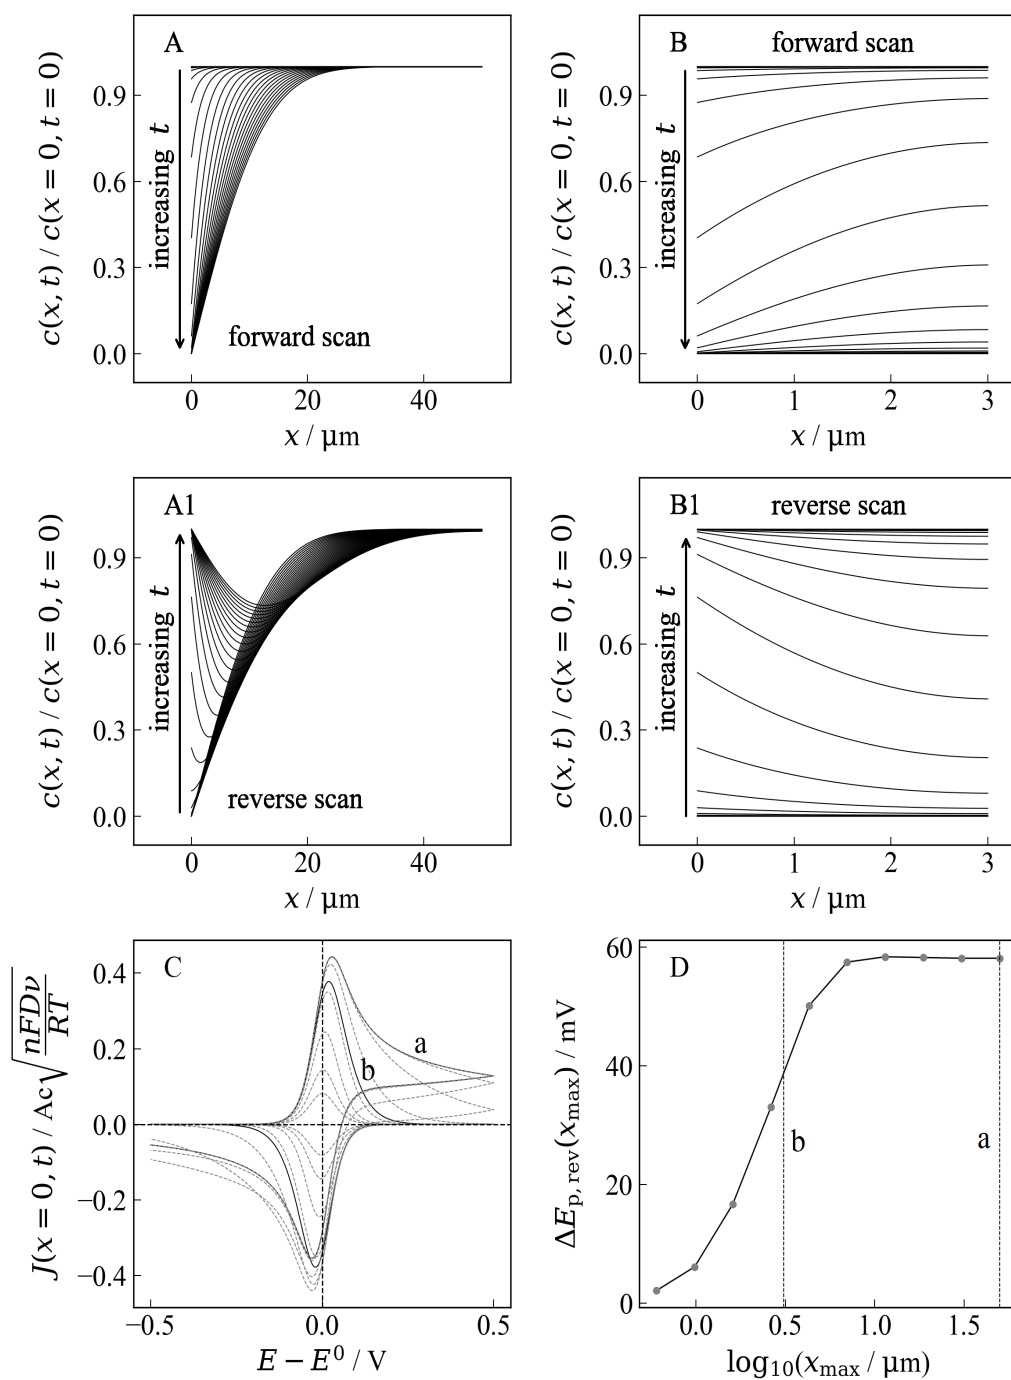 A
c(x, t) / c(x = 0, t = 0)
0.9
0.6
0.3
0.0
increasing t
forward scan
0 20 40
x / μm
B
forward scan
c(x, t) / c(x = 0, t = 0)
0.9
0.6
0.3
0.0
increasing t
0 1 2 3
x / μm
A1
c(x, t) / c(x = 0, t = 0)
0.9
0.6
0.3
0.0
increasing t
reverse scan
0 20 40
x / μm
B1
reverse scan
c(x, t) / c(x = 0, t = 0)
0.9
0.6
0.3
0.0
increasing t
0 1 2 3
x / μm
C
J(x = 0, t) / Ac√(nFDν/RT)
0.4
0.2
0.0
−0.2
−0.4
a
b
−0.5 0.0 0.5
E − E⁰ / V
D
ΔEp,rev(xmax) / mV
60
40
20
0
b
a
0.0 0.5 1.0 1.5
log₁₀(xmax / μm)